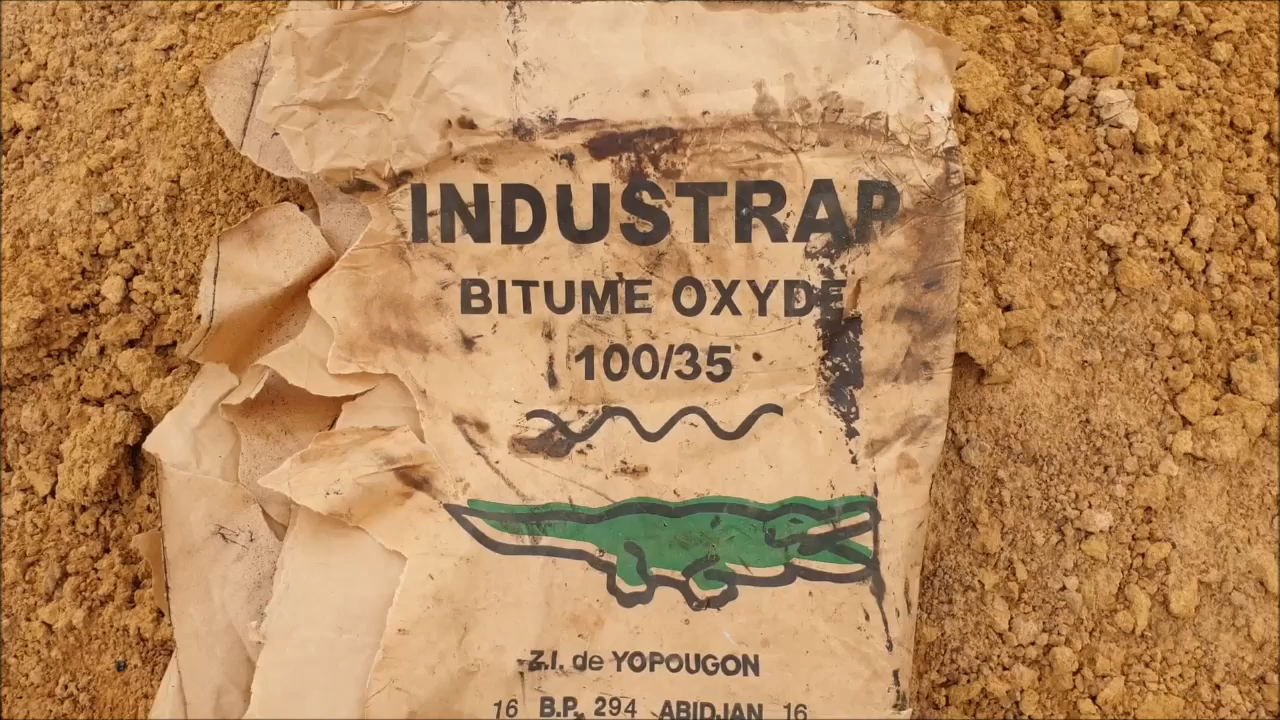 INDUSTRAP
BITUME OXYDE
100/35
Z.I. de YOPOUGON
16 B.P. 294 ABIDJAN 16